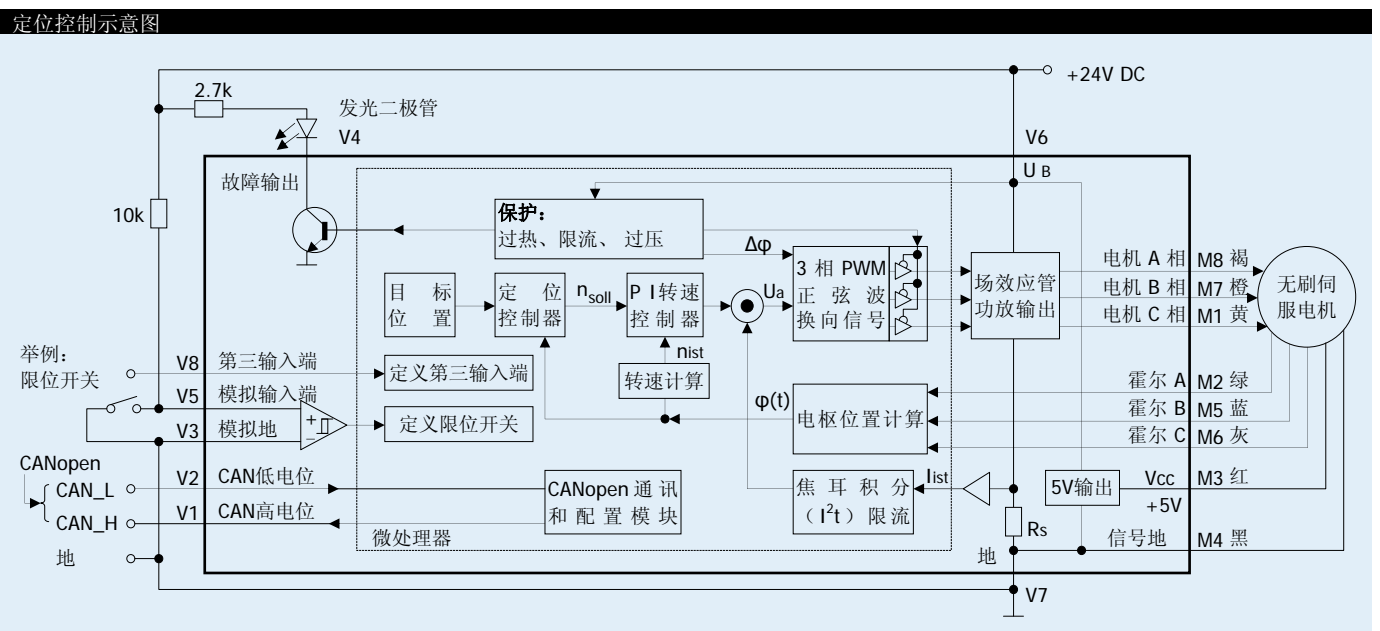 定位控制示意图
+24V DC
2.7k
发光二极管
V4
V6
U B
故障输出
10k
保护:
过热、限流、 过压
Δφ
3 相 PWM
正 弦 波
换向信号
场效应管
功放输出
电机 A 相 M8 褐
电机 B 相 M7 橙
电机 C 相 M1 黄
无刷伺
服电机
目 标
位 置
定 位
控制器
nsoll
P I转速
控制器
Ua
nist
转速计算
举例:
限位开关
V8 第三输入端
定义第三输入端
V5 模拟输入端
V3 模拟地
+
−
定义限位开关
φ(t)
电枢位置计算
霍尔 A M2 绿
霍尔 B M5 蓝
霍尔 C M6 灰
CANopen
CAN_L
V2 CAN低电位
CAN_H
V1 CAN高电位
CANopen 通 讯
和 配 置 模 块
焦 耳 积 分
(I²t)限流
Iist
5V输出
Vcc M3 红
+5V
Rs
信号地 M4 黑
微处理器
地
地
V7